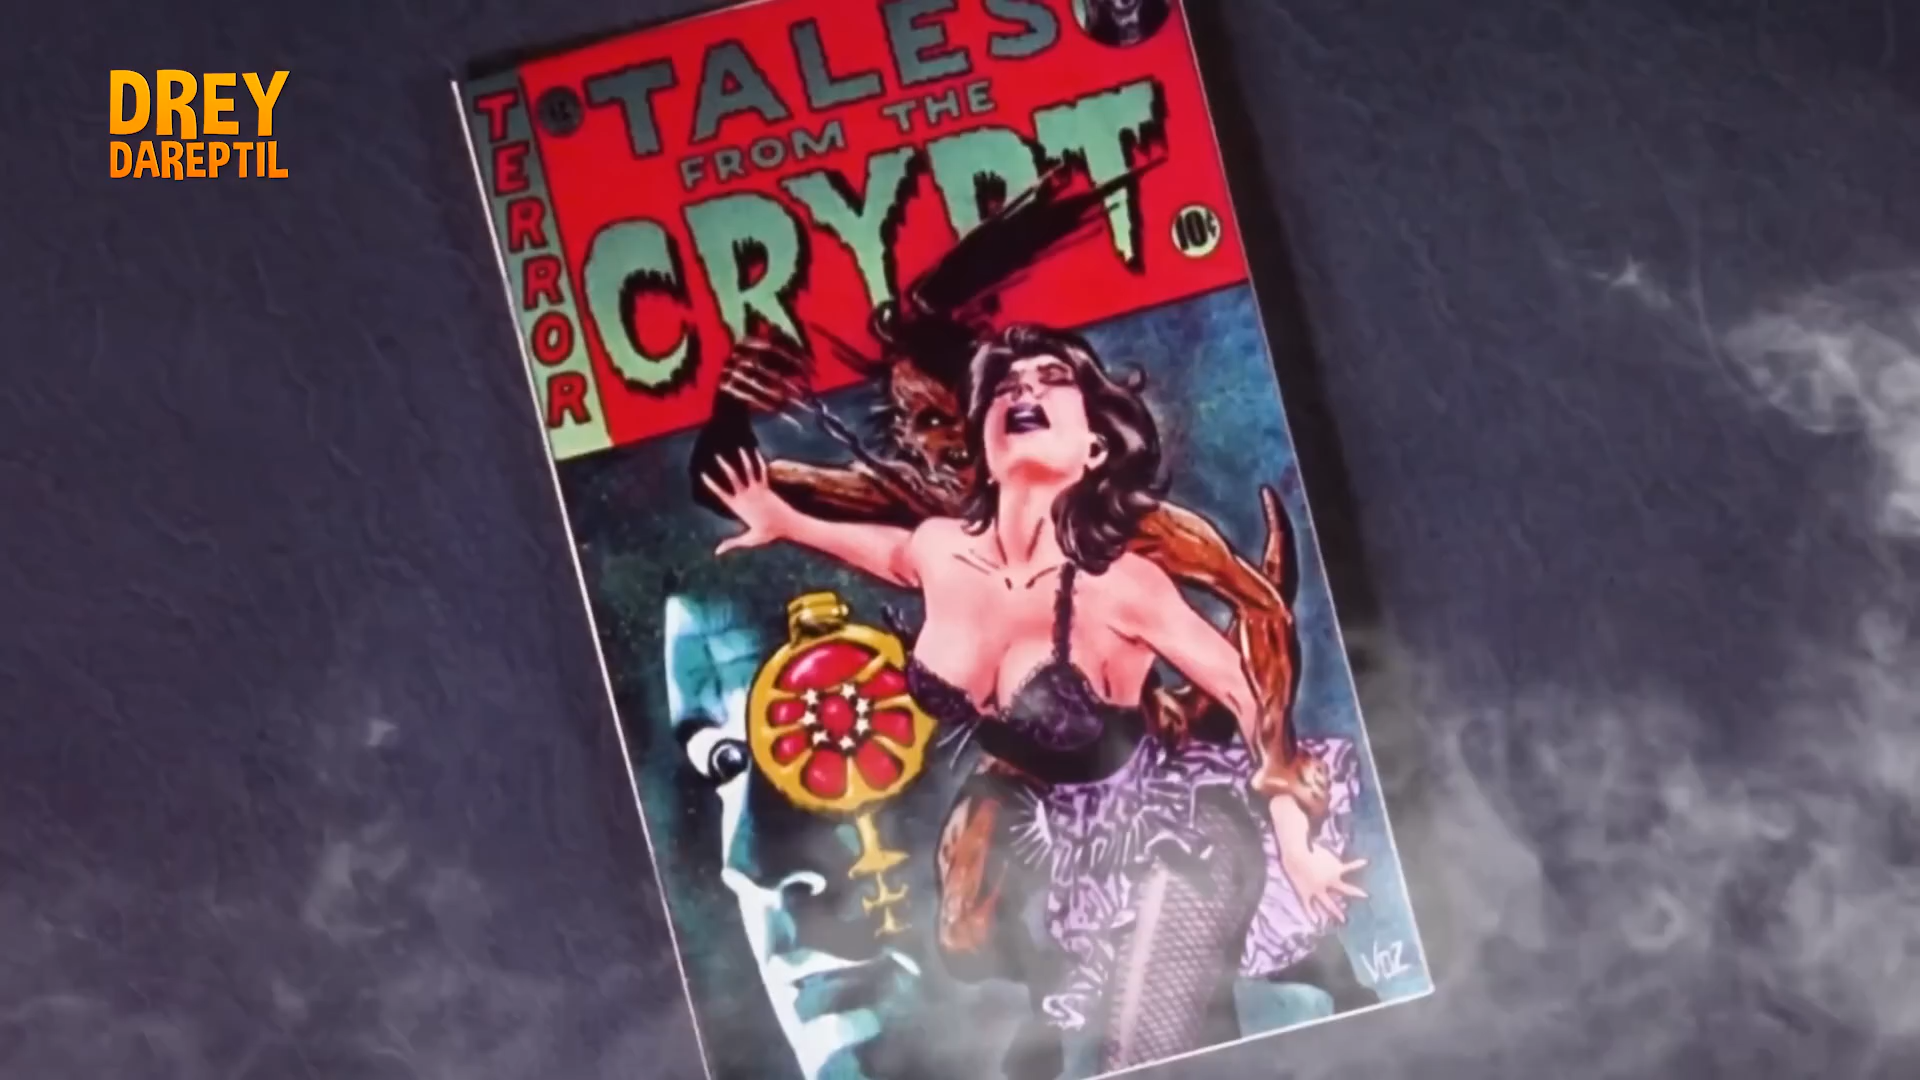 DREY
DAREPTIL
TERROR
TALES
FROM THE
CRYPT
10¢
VOZ